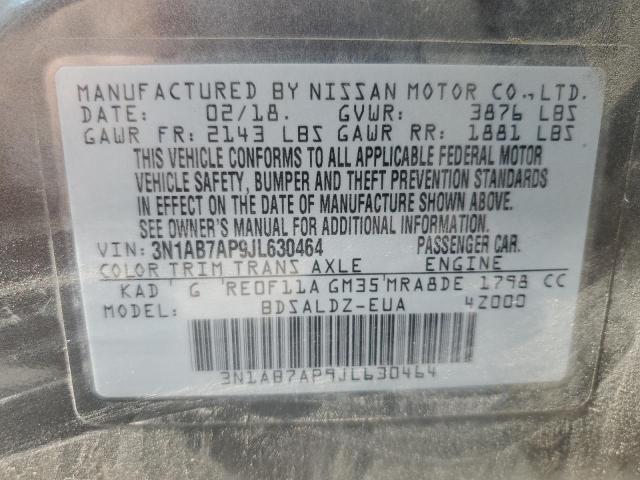 MANUFACTURED BY NISSAN MOTOR CO.,LTD.
DATE: 02/18. GVWR: 3876 LBS
GAWR FR: 2143 LBS GAWR RR: 1881 LBS
THIS VEHICLE CONFORMS TO ALL APPLICABLE FEDERAL MOTOR
VEHICLE SAFETY, BUMPER AND THEFT PREVENTION STANDARDS
IN EFFECT ON THE DATE OF MANUFACTURE SHOWN ABOVE.
SEE OWNER'S MANUAL FOR ADDITIONAL INFORMATION.
VIN: 3N1AB7AP9JL630464 PASSENGER CAR.
COLOR TRIM TRANS AXLE ENGINE
KAD G RE0F11A GM35 MRA8DE 1798 CC
MODEL: BDSALDZ-EUA 4Z000
3N1AB7AP9JL630464